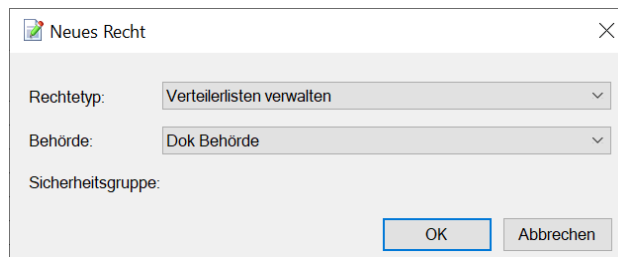 Neues Recht
Rechtetyp: Verteilerlisten verwalten
Behörde: Dok Behörde
Sicherheitsgruppe:
OK Abbrechen